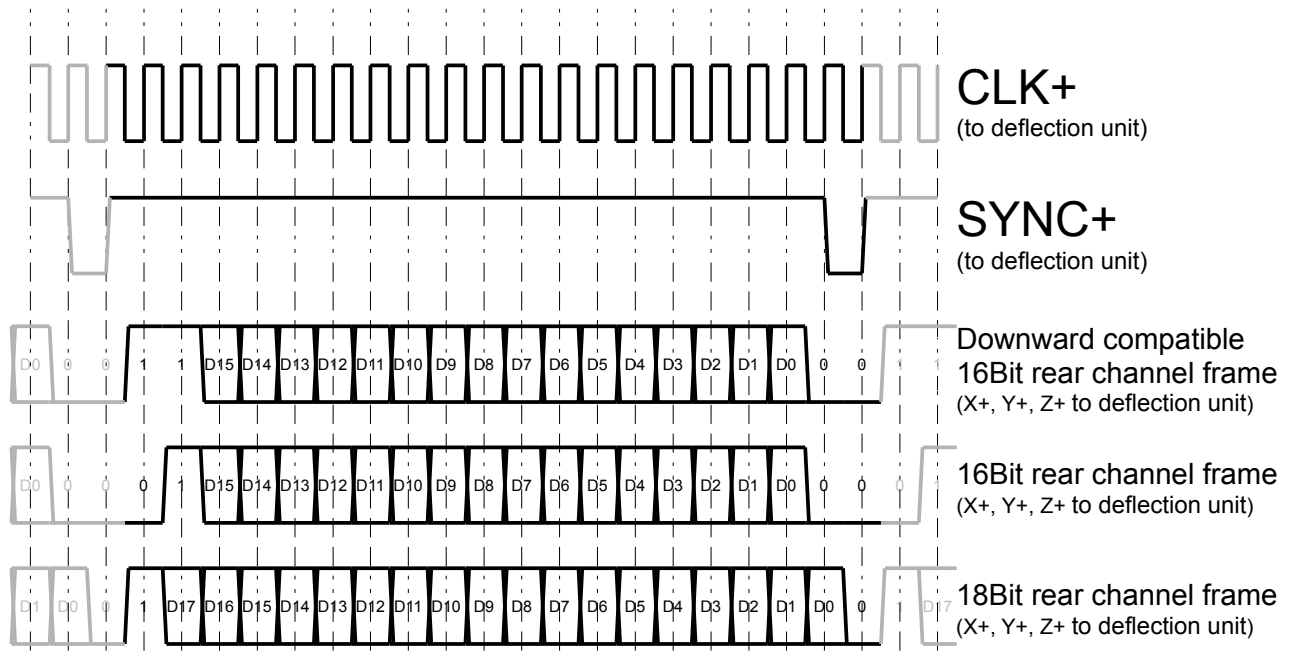 CLK+
(to deflection unit)
SYNC+
(to deflection unit)
D0 0 0 1 1 D15 D14 D13 D12 D11 D10 D9 D8 D7 D6 D5 D4 D3 D2 D1 D0 0 0 1 1
Downward compatible
16Bit rear channel frame
(X+, Y+, Z+ to deflection unit)
D0 0 0 0 1 D15 D14 D13 D12 D11 D10 D9 D8 D7 D6 D5 D4 D3 D2 D1 D0 0 0 0 1
16Bit rear channel frame
(X+, Y+, Z+ to deflection unit)
D1 D0 0 1 D17 D16 D15 D14 D13 D12 D11 D10 D9 D8 D7 D6 D5 D4 D3 D2 D1 D0 0 1 D17
18Bit rear channel frame
(X+, Y+, Z+ to deflection unit)